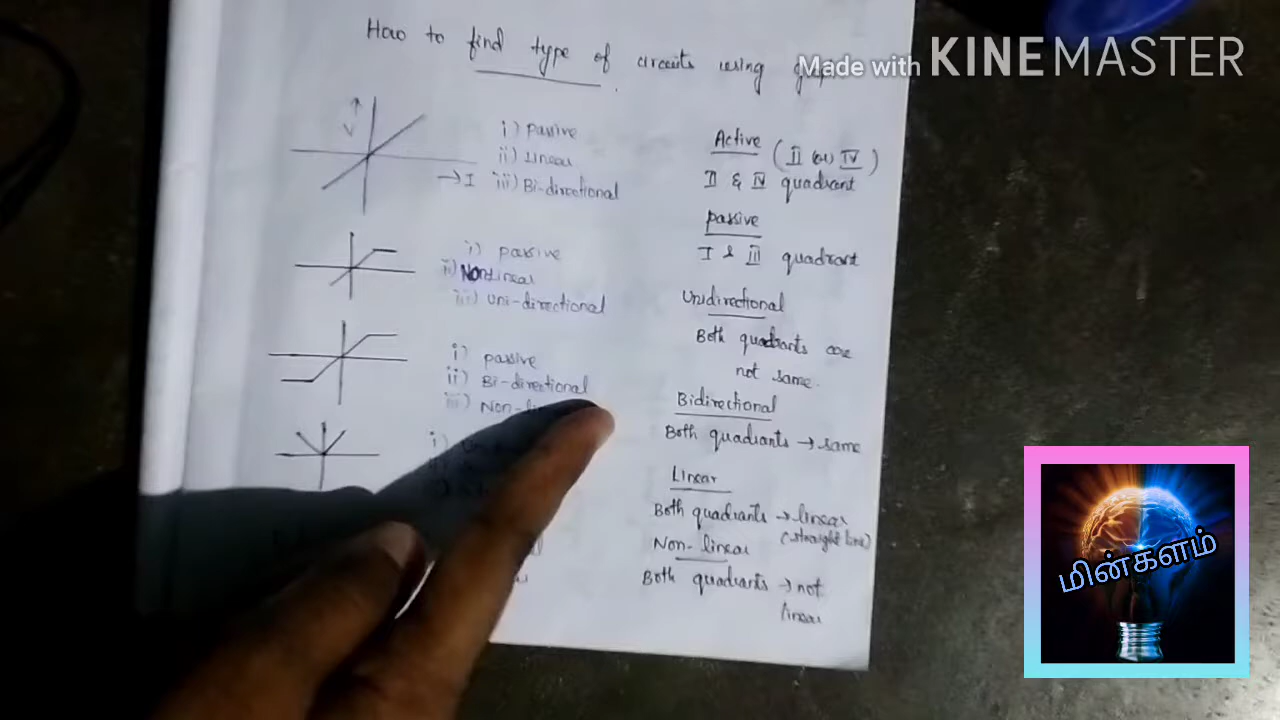 How to find type of circuits using
Made with KINEMASTER
V
→ I
i) Passive
ii) Linear
iii) Bi-directional
i) passive
ii) Non-Linear
iii) Uni-directional
i) passive
ii) Bi-directional
iii) Non-
i)
Active (II (or) IV)
II & IV quadrant
passive
I & III quadrant
Unidirectional
Both quadrants are
not same.
Bidirectional
Both quadrants → same
Linear
Both quadrants → linear
(straight line)
Non-linear
Both quadrants → not
linear
மின்களம்